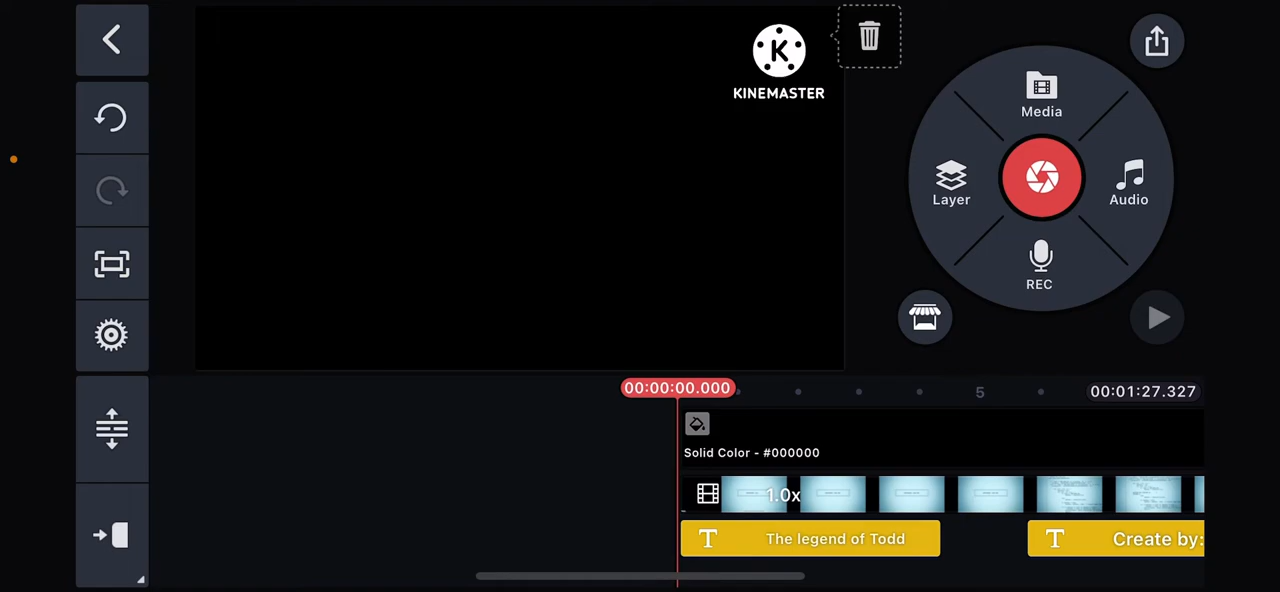 K
KINEMASTER
Media
Layer
Audio
REC
00:00:00.000
5
00:01:27.327
Solid Color - #000000
1.0x
T The legend of Todd
T Create by: